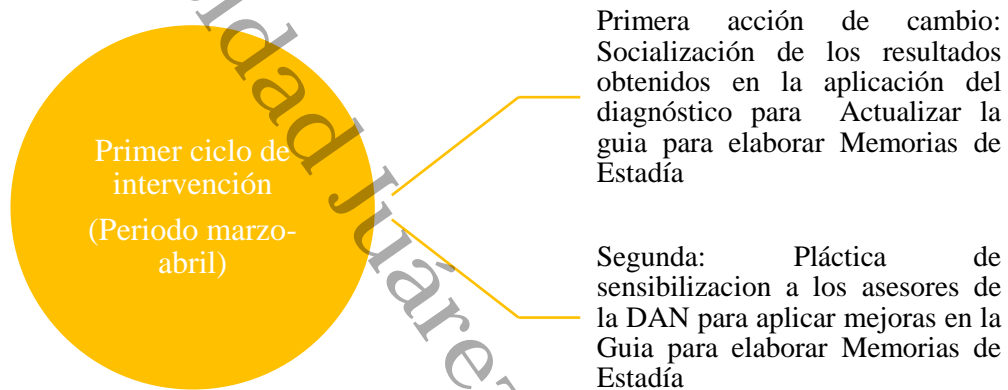 Primer ciclo de
intervención
(Periodo marzo-
abril)
Primera acción de cambio:
Socialización de los resultados
obtenidos en la aplicación del
diagnóstico para Actualizar la
guia para elaborar Memorias de
Estadía
Segunda: Pláctica de
sensibilizacion a los asesores de
la DAN para aplicar mejoras en la
Guia para elaborar Memorias de
Estadía